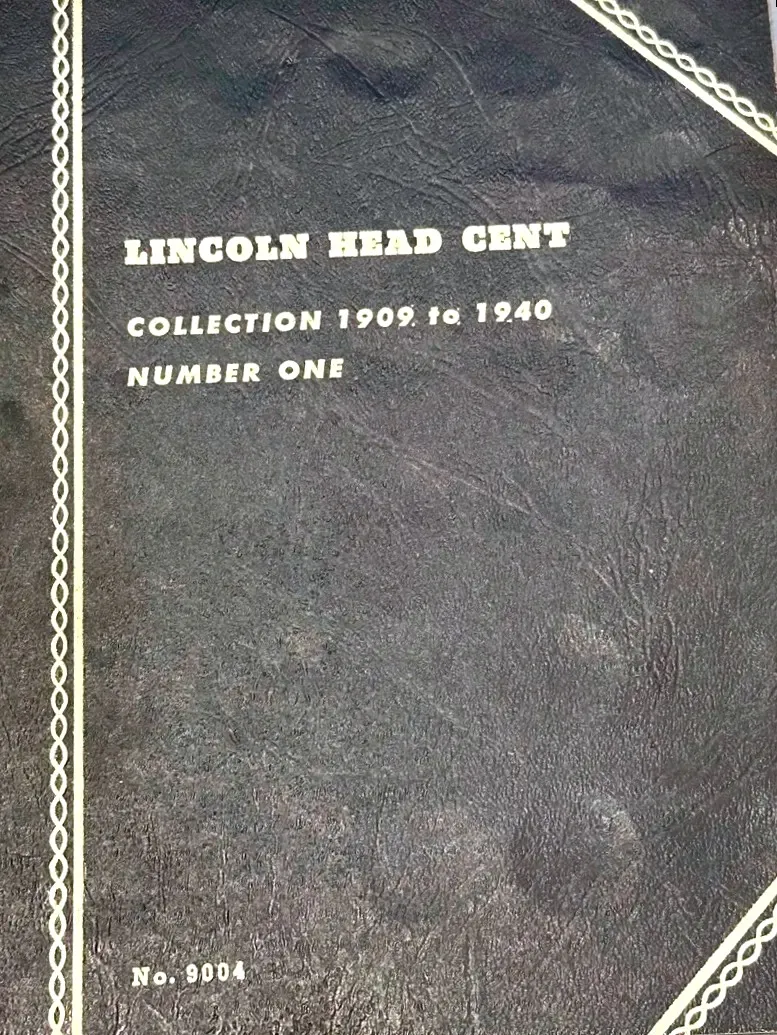 LINCOLN HEAD CENT
COLLECTION 1909 to 1940
NUMBER ONE
No. 9004